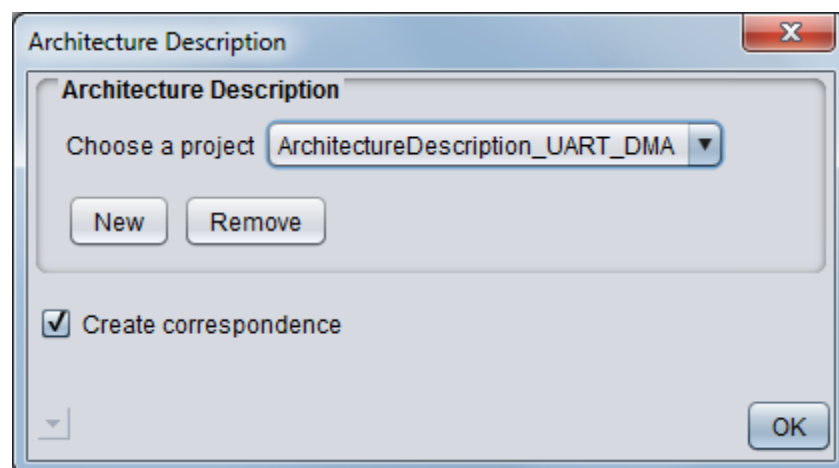 Architecture Description
Architecture Description
Choose a project ArchitectureDescription_UART_DMA
New Remove
Create correspondence
OK